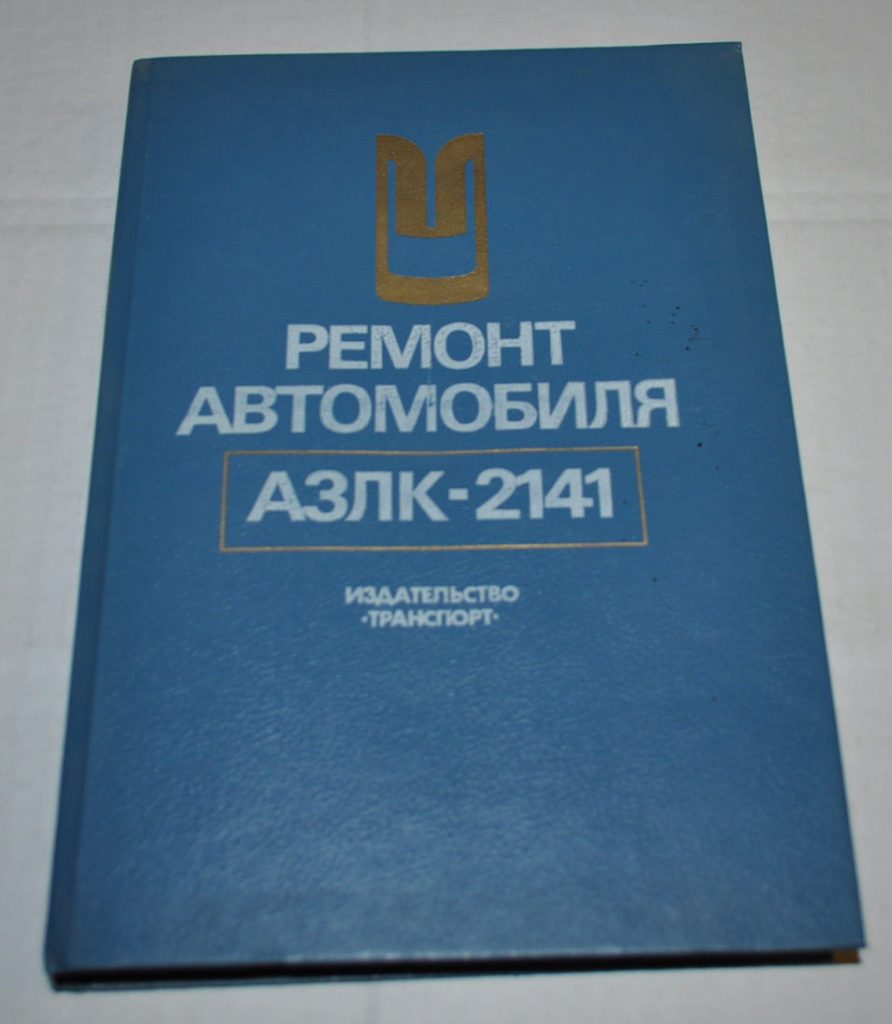 РЕМОНТ
АВТОМОБИЛЯ
АЗЛК-2141
ИЗДАТЕЛЬСТВО
·ТРАНСПОРТ·